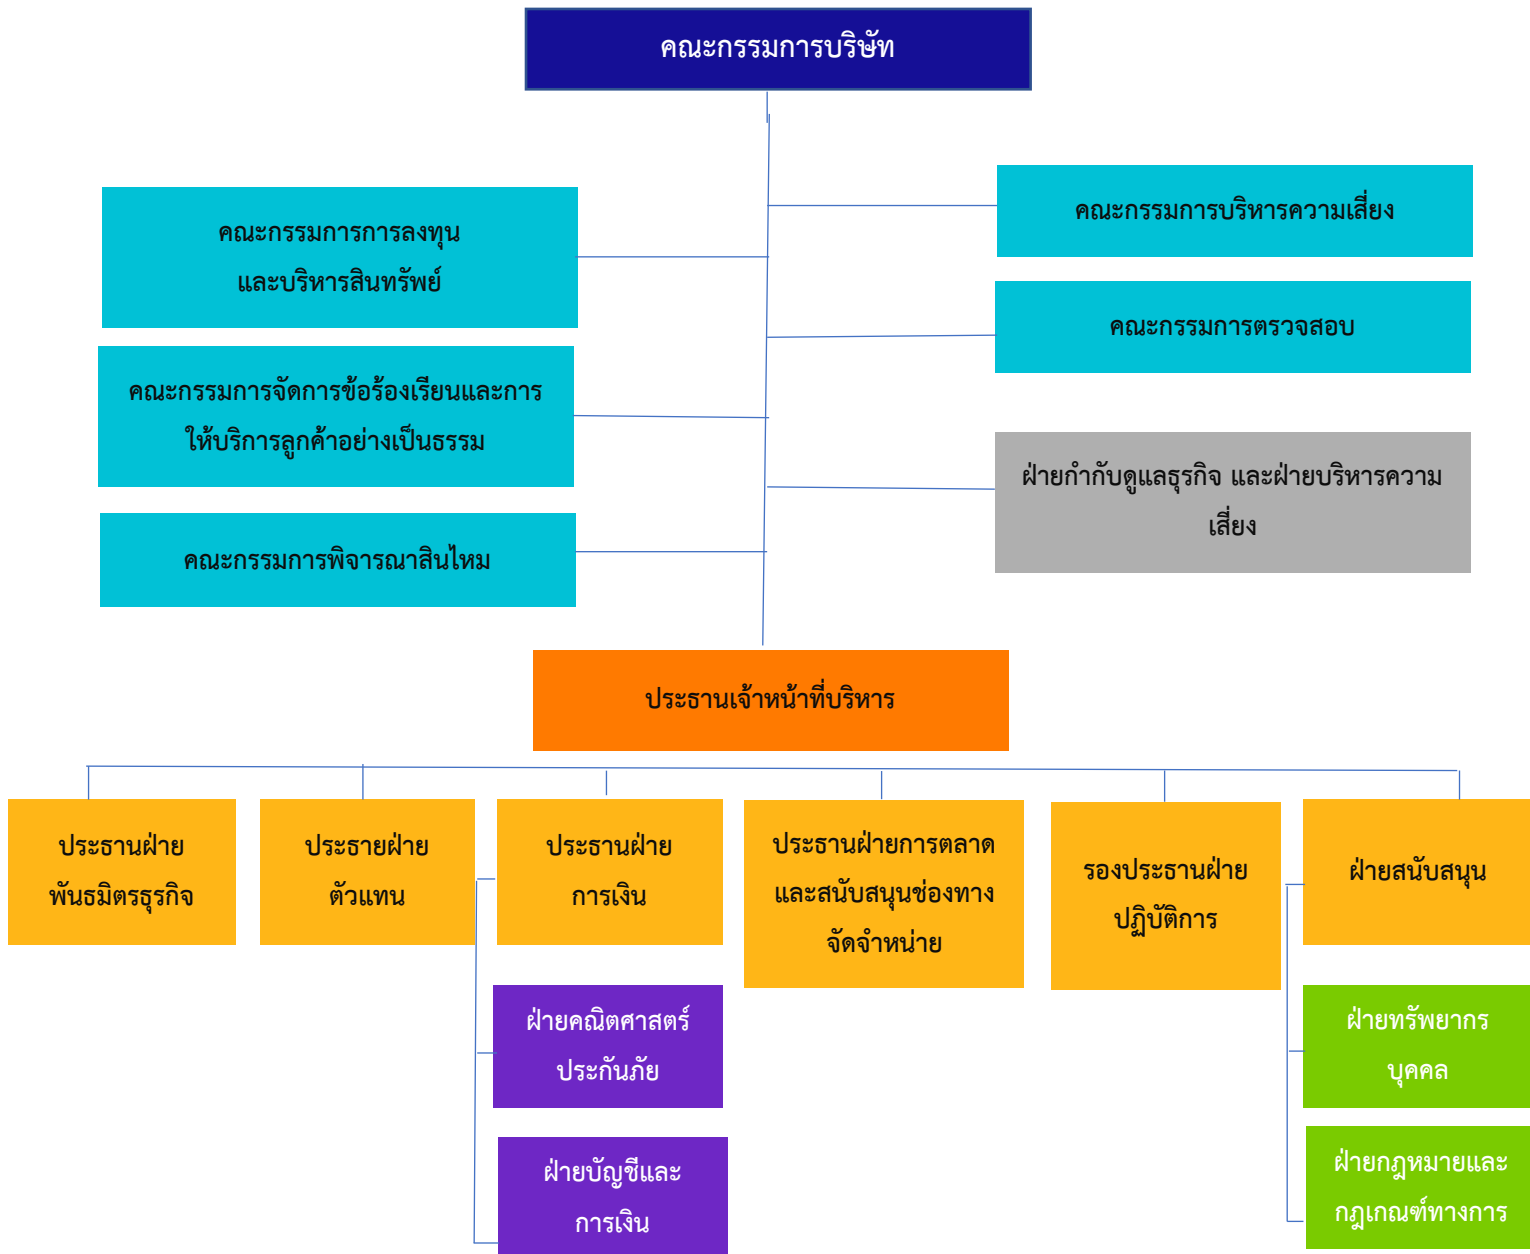 คณะกรรมการบริษัท
คณะกรรมการการลงทุน
และบริหารสินทรัพย์
คณะกรรมการบริหารความเสี่ยง
คณะกรรมการตรวจสอบ
คณะกรรมการจัดการข้อร้องเรียนและการ
ให้บริการลูกค้าอย่างเป็นธรรม
ฝ่ายกำกับดูแลธุรกิจ และฝ่ายบริหารความ
เสี่ยง
คณะกรรมการพิจารณาสินไหม
ประธานเจ้าหน้าที่บริหาร
ประธานฝ่าย
พันธมิตรธุรกิจ
ประธายฝ่าย
ตัวแทน
ประธานฝ่าย
การเงิน
ประธานฝ่ายการตลาด
และสนับสนุนช่องทาง
จัดจำหน่าย
รองประธานฝ่าย
ปฏิบัติการ
ฝ่ายสนับสนุน
ฝ่ายคณิตศาสตร์
ประกันภัย
ฝ่ายทรัพยากร
บุคคล
ฝ่ายบัญชีและ
การเงิน
ฝ่ายกฎหมายและ
กฎเกณฑ์ทางการ